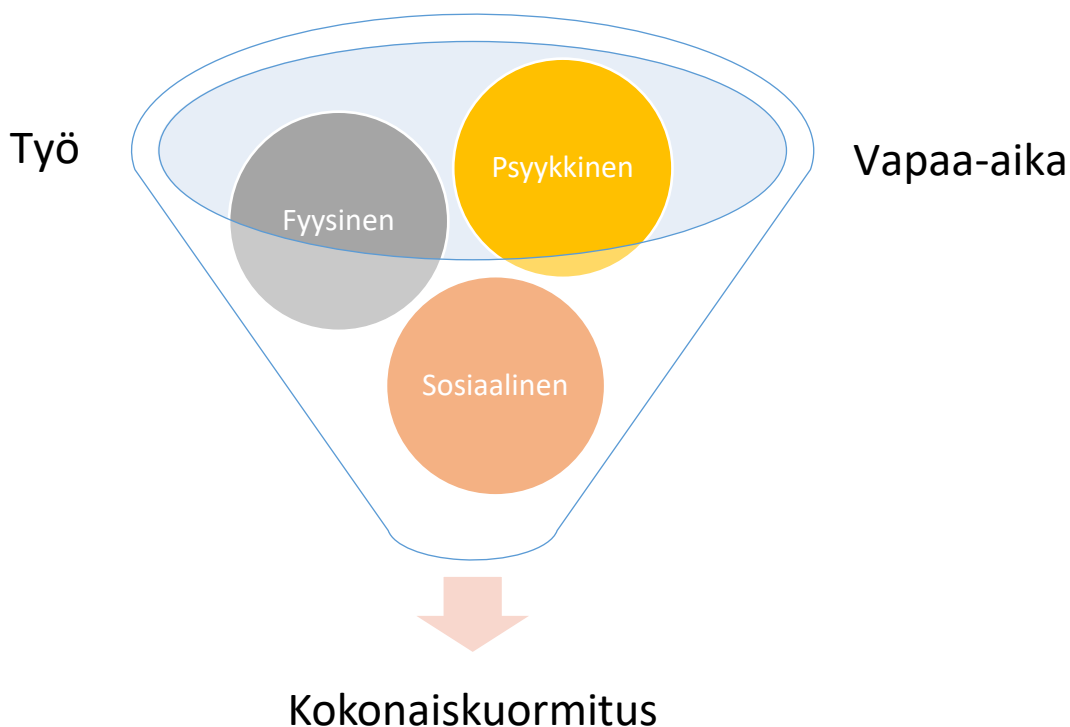 Työ
Vapaa-aika
Psyykkinen
Fyysinen
Sosiaalinen
Kokonaiskuormitus